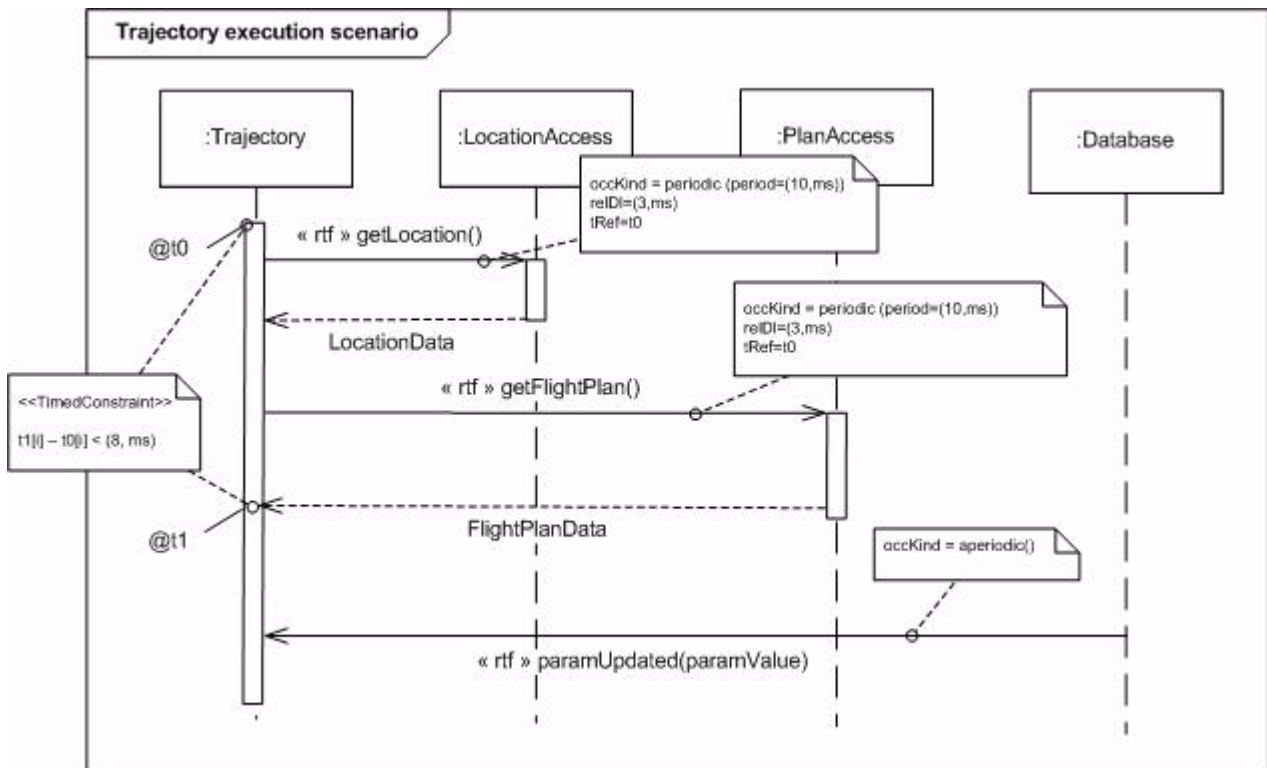 Trajectory execution scenario
:Trajectory
:LocationAccess
:PlanAccess
:Database
occKind = periodic (period=(10,ms))
relDl=(3,ms)
tRef=t0
@t0
« rtf » getLocation()
LocationData
occKind = periodic (period=(10,ms))
relDl=(3,ms)
tRef=t0
« rtf » getFlightPlan()
<<TimedConstraint>>
t1[i] – t0[i] < (8, ms)
@t1
FlightPlanData
occKind = aperiodic()
« rtf » paramUpdated(paramValue)